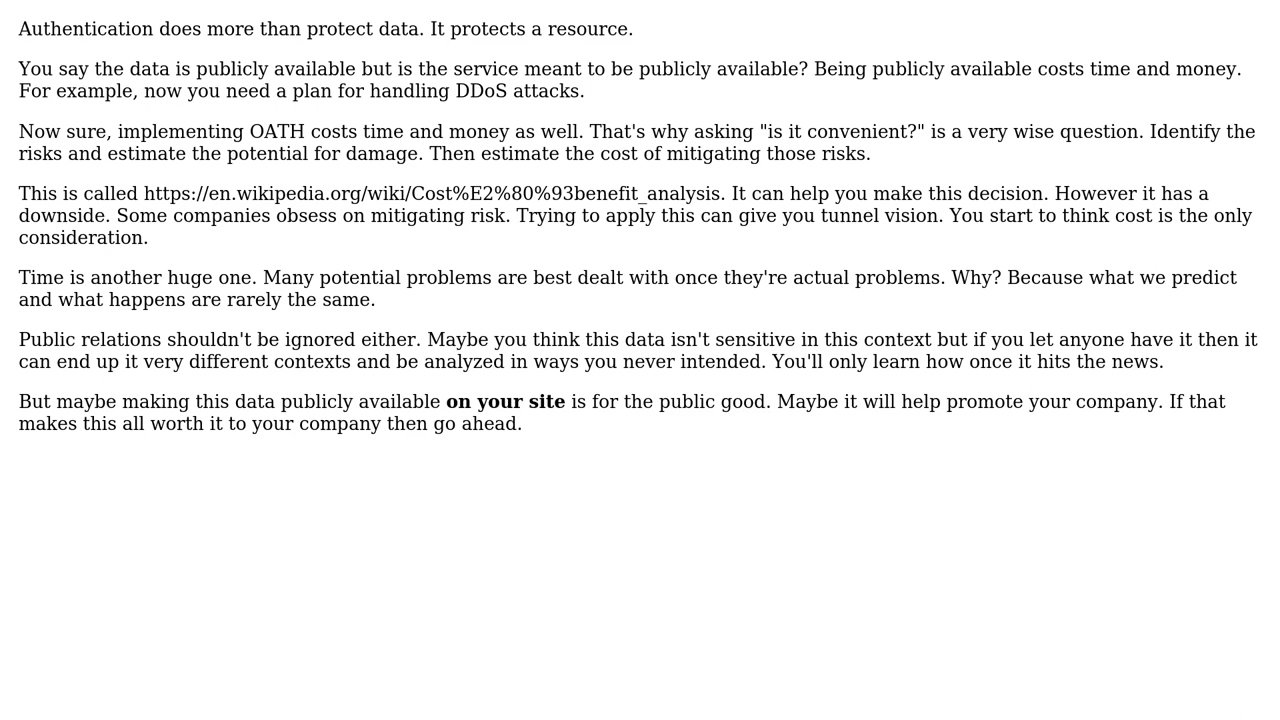 Authentication does more than protect data. It protects a resource.
You say the data is publicly available but is the service meant to be publicly available? Being publicly available costs time and money.
For example, now you need a plan for handling DDoS attacks.
Now sure, implementing OATH costs time and money as well. That's why asking "is it convenient?" is a very wise question. Identify the
risks and estimate the potential for damage. Then estimate the cost of mitigating those risks.
This is called https://en.wikipedia.org/wiki/Cost%E2%80%93benefit_analysis. It can help you make this decision. However it has a
downside. Some companies obsess on mitigating risk. Trying to apply this can give you tunnel vision. You start to think cost is the only
consideration.
Time is another huge one. Many potential problems are best dealt with once they're actual problems. Why? Because what we predict
and what happens are rarely the same.
Public relations shouldn't be ignored either. Maybe you think this data isn't sensitive in this context but if you let anyone have it then it
can end up it very different contexts and be analyzed in ways you never intended. You'll only learn how once it hits the news.
But maybe making this data publicly available on your site is for the public good. Maybe it will help promote your company. If that
makes this all worth it to your company then go ahead.